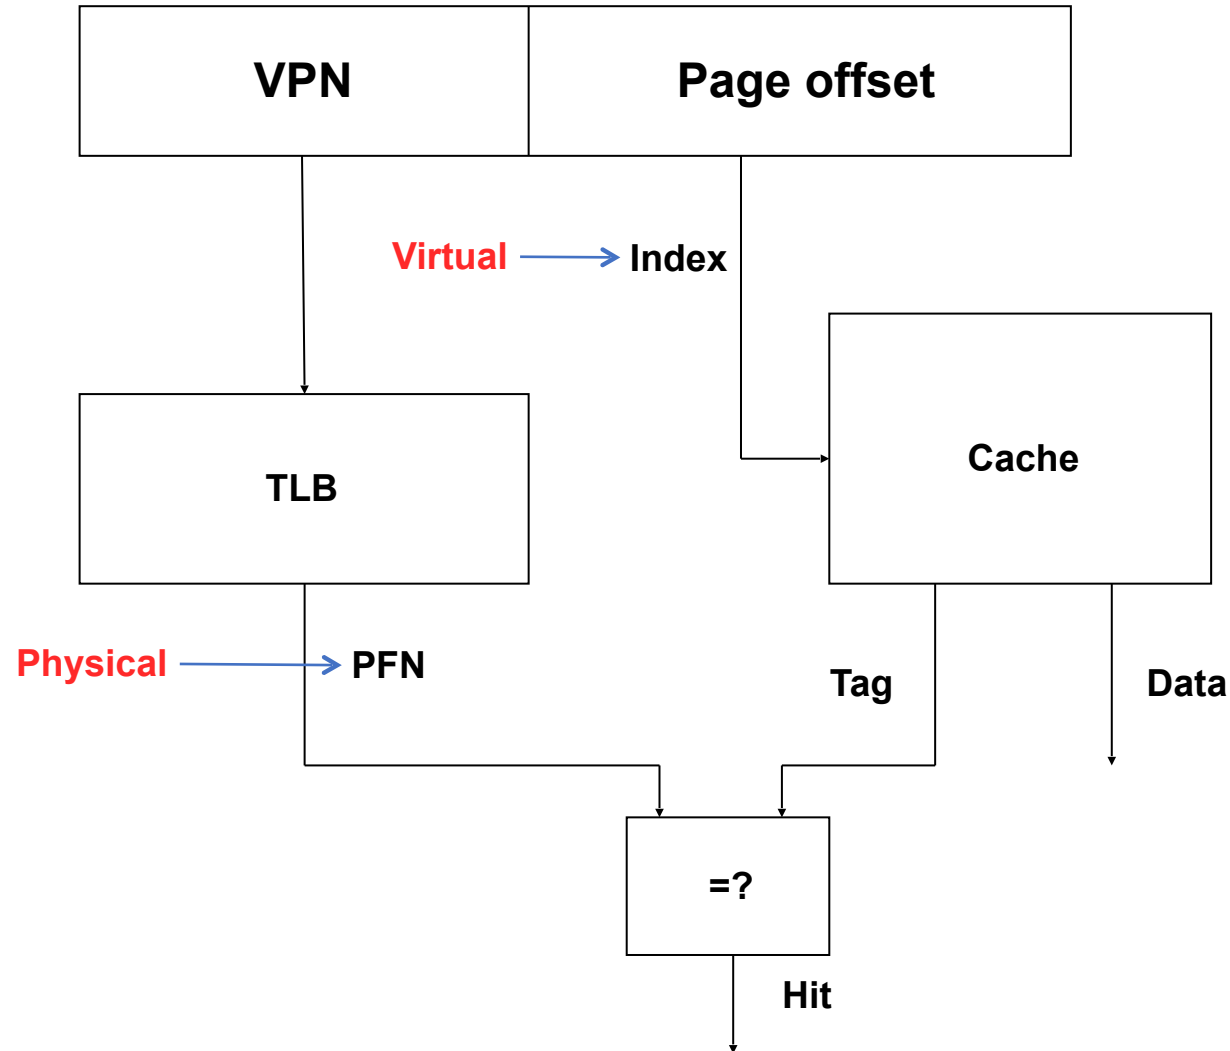 VPN
Page offset
Virtual
Index
Cache
TLB
Physical
PFN
Tag
Data
=?
Hit